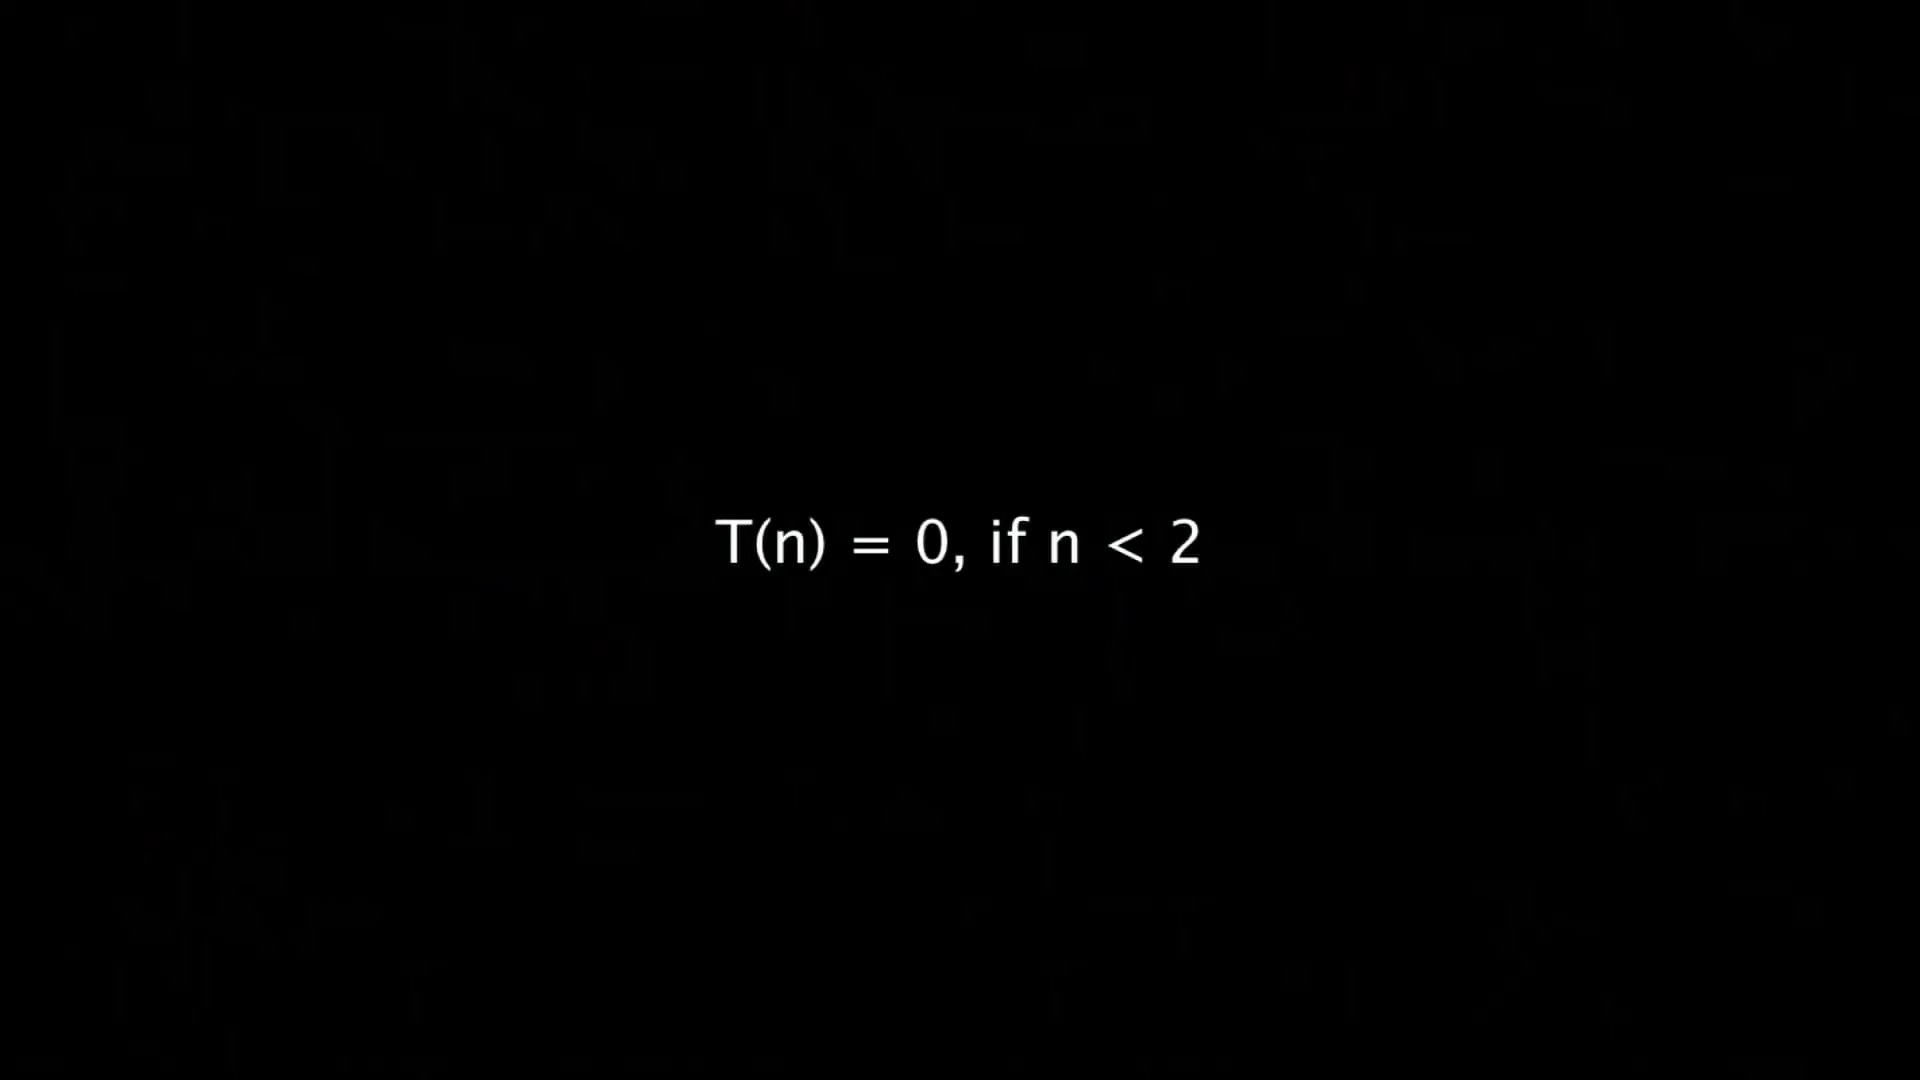 T(n) = 0, if n < 2